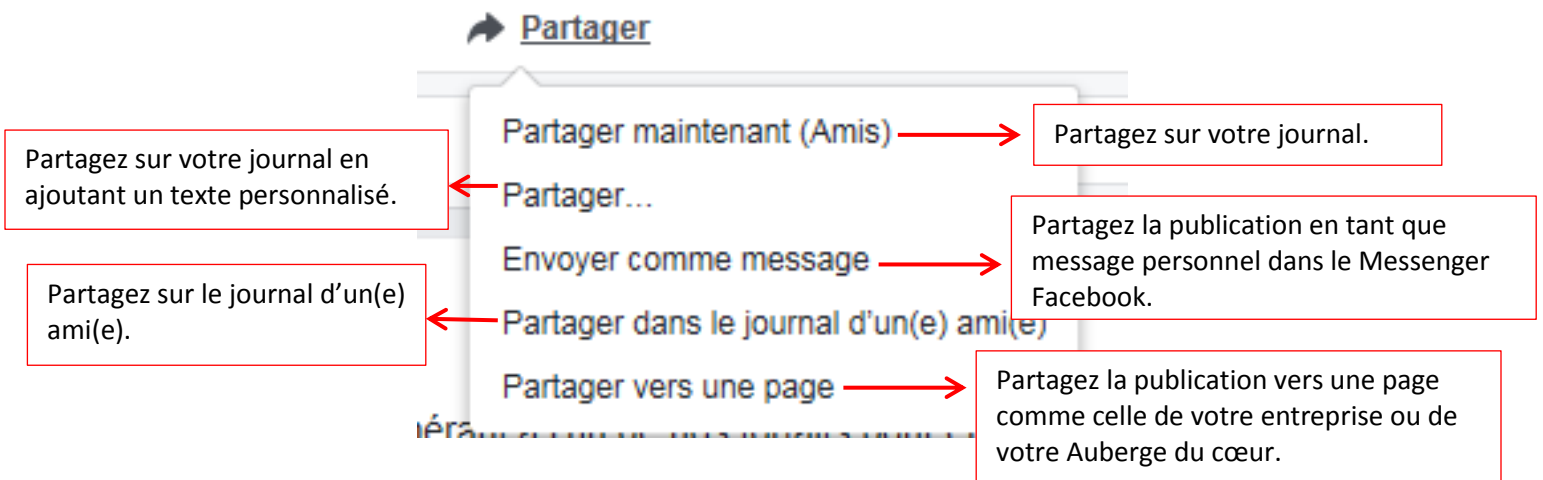 Partager
Partager maintenant (Amis)
Partagez sur votre journal.
Partagez sur votre journal en
ajoutant un texte personnalisé.
Partager...
Envoyer comme message
Partagez la publication en tant que
message personnel dans le Messenger
Facebook.
Partagez sur le journal d’un(e)
ami(e).
Partager dans le journal d'un(e) ami(e)
Partager vers une page
Partagez la publication vers une page
comme celle de votre entreprise ou de
votre Auberge du cœur.